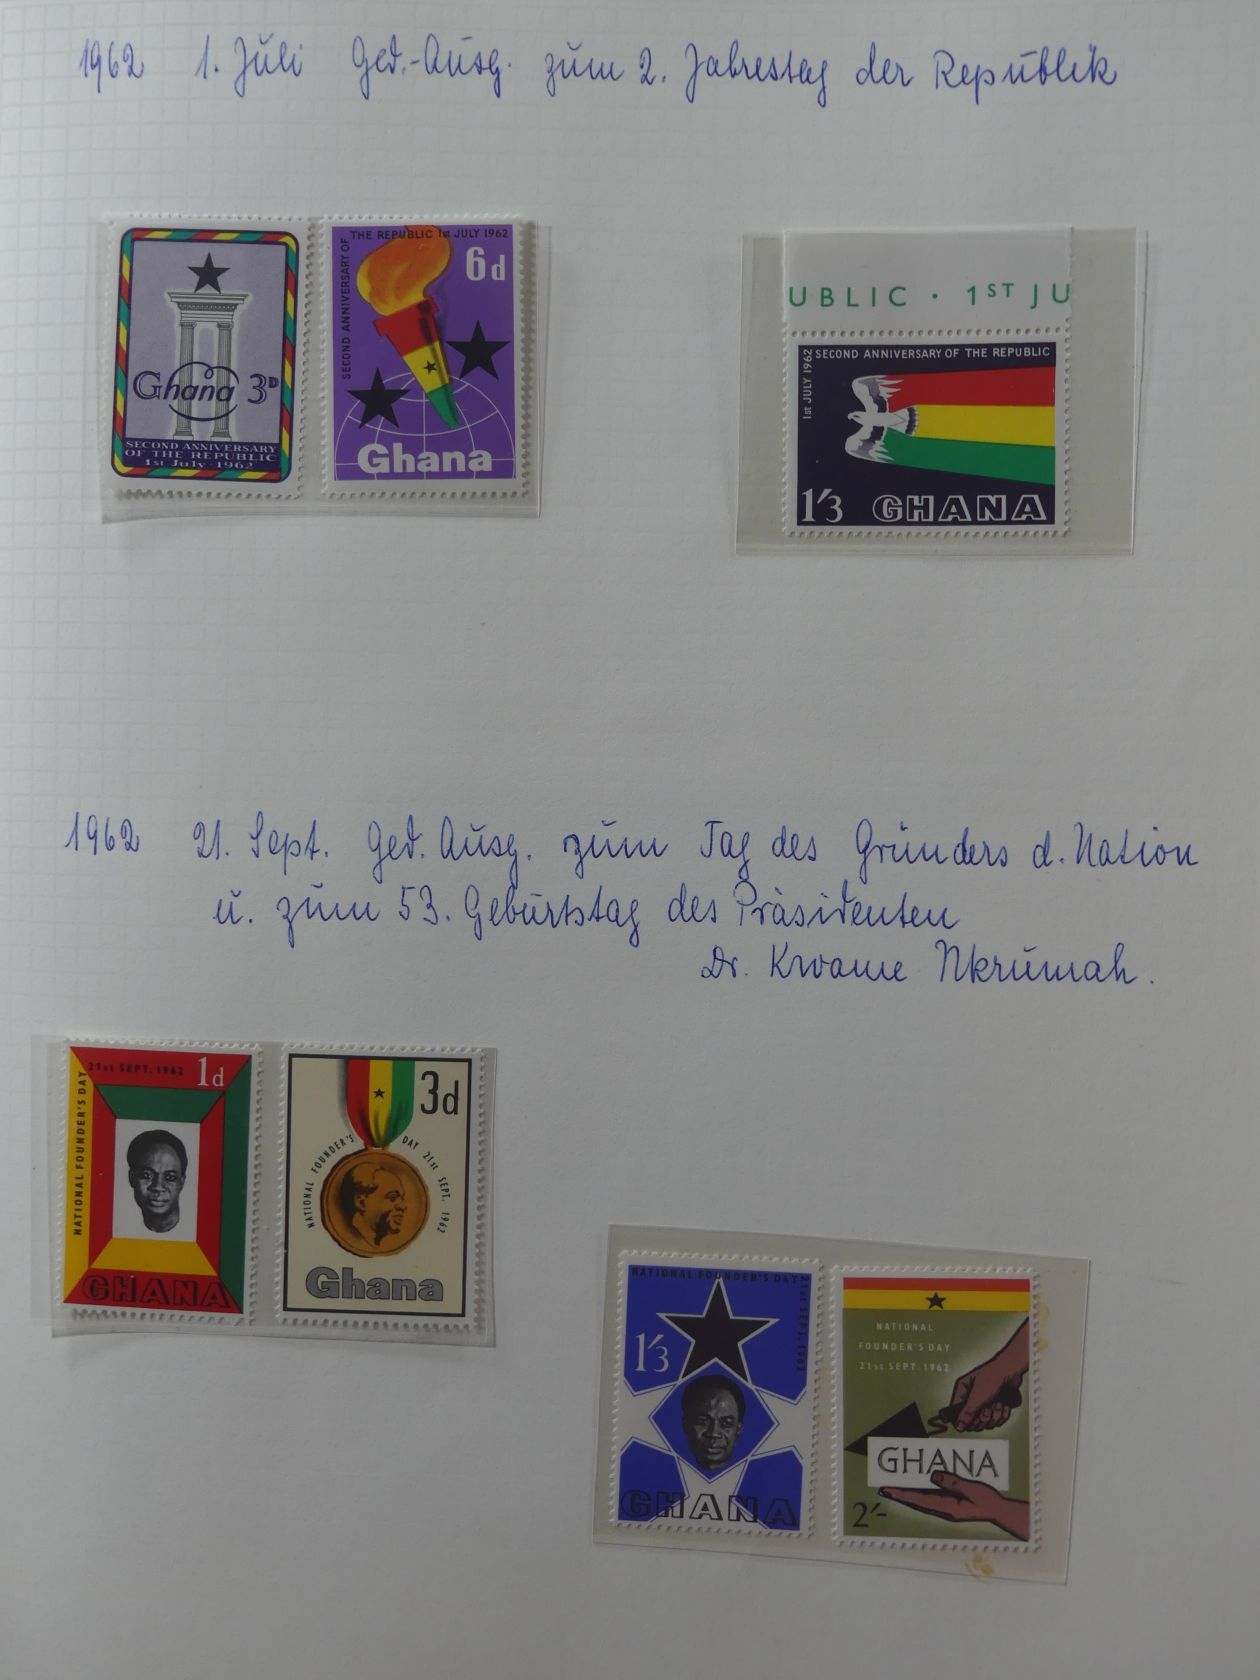 1962 1. Juli Ged.-Ausg. zum 2. Jahrestag der Republik
Ghana 3D
SECOND ANNIVERSARY
OF THE REPUBLIC
1st July · 1962
SECOND ANNIVERSARY OF
THE REPUBLIC 1st JULY 1962
6d
Ghana
UBLIC · 1ST JU
1st JULY 1962
SECOND ANNIVERSARY OF THE REPUBLIC
1'/3 GHANA
1962 21. Sept. Ged. Ausg. zum Tag des Gründers d. Nation
u. zum 53. Geburtstag des Präsidenten
Dr. Kwame Nkrumah.
NATIONAL FOUNDER'S DAY
21st SEPT. 1962
1d
GHANA
3d
NATIONAL FOUNDER'S DAY 21st SEPT. 1962
Ghana
NATIONAL FOUNDER'S DAY
21st SEPT. 1962
1'/3
GHANA
NATIONAL
FOUNDER'S DAY
21st SEPT. 1962
GHANA
2'-